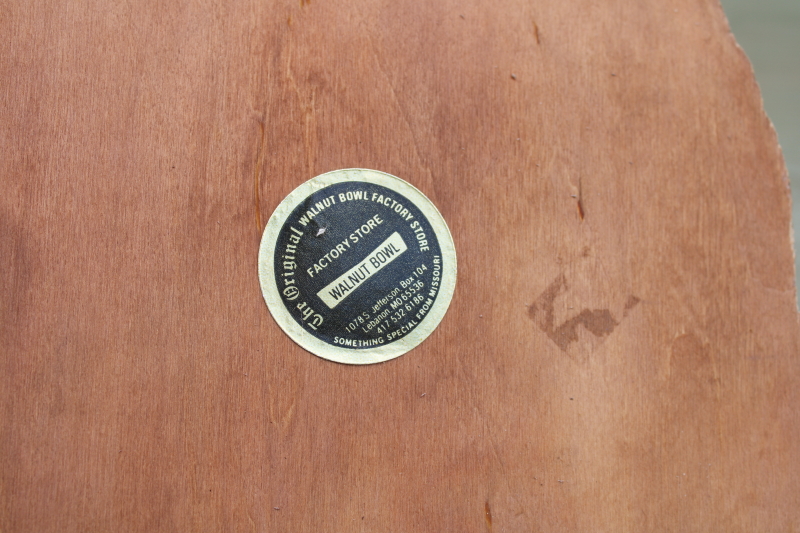 The Original WALNUT BOWL FACTORY STORE
FACTORY STORE
WALNUT BOWL
1078 S. Jefferson, Box 104
Lebanon, MO 65536
417 532 6186
SOMETHING SPECIAL FROM MISSOURI